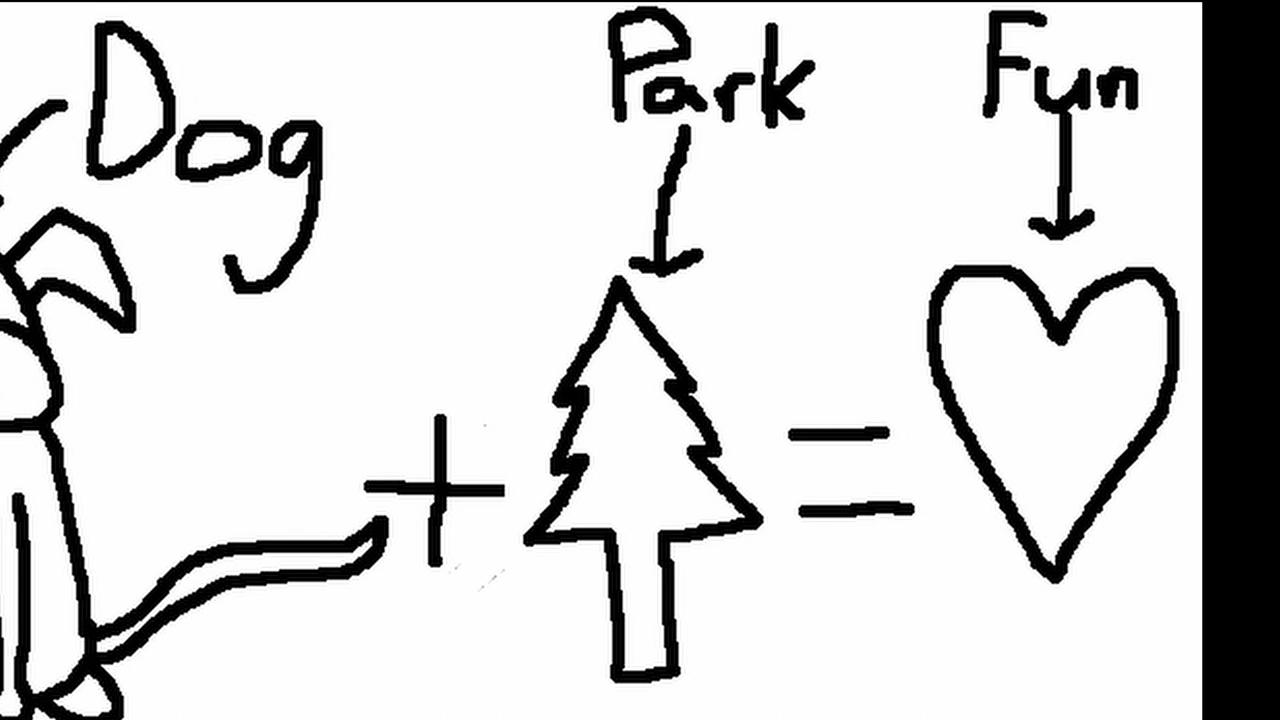 Dog
Park
Fun
+
=